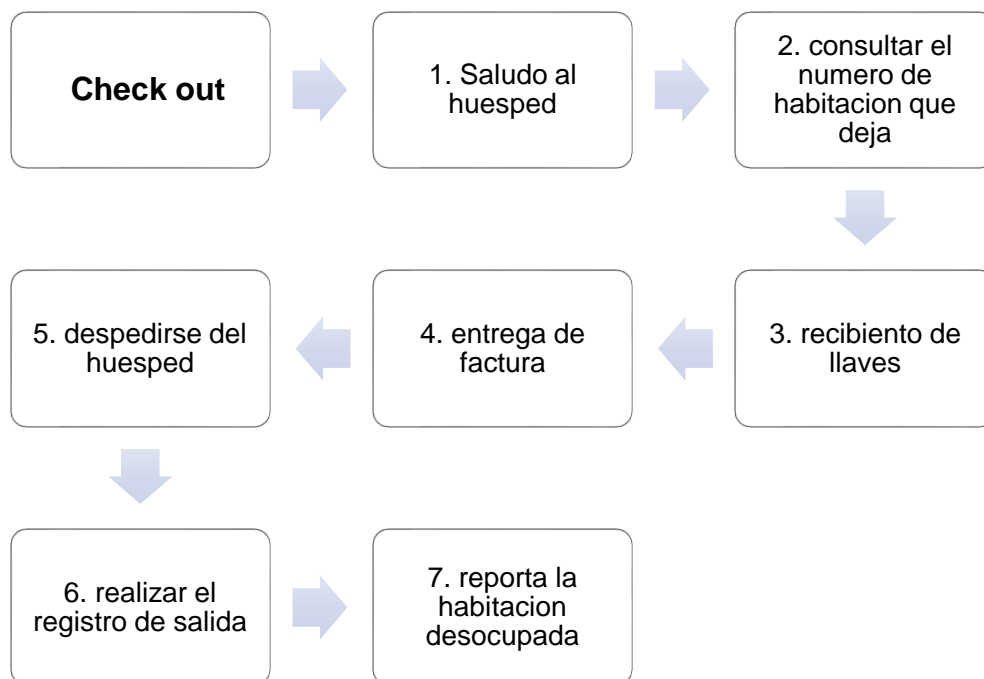 Check out
1. Saludo al
huesped
2. consultar el
numero de
habitacion que
deja
3. recibiento de
llaves
4. entrega de
factura
5. despedirse del
huesped
6. realizar el
registro de salida
7. reporta la
habitacion
desocupada